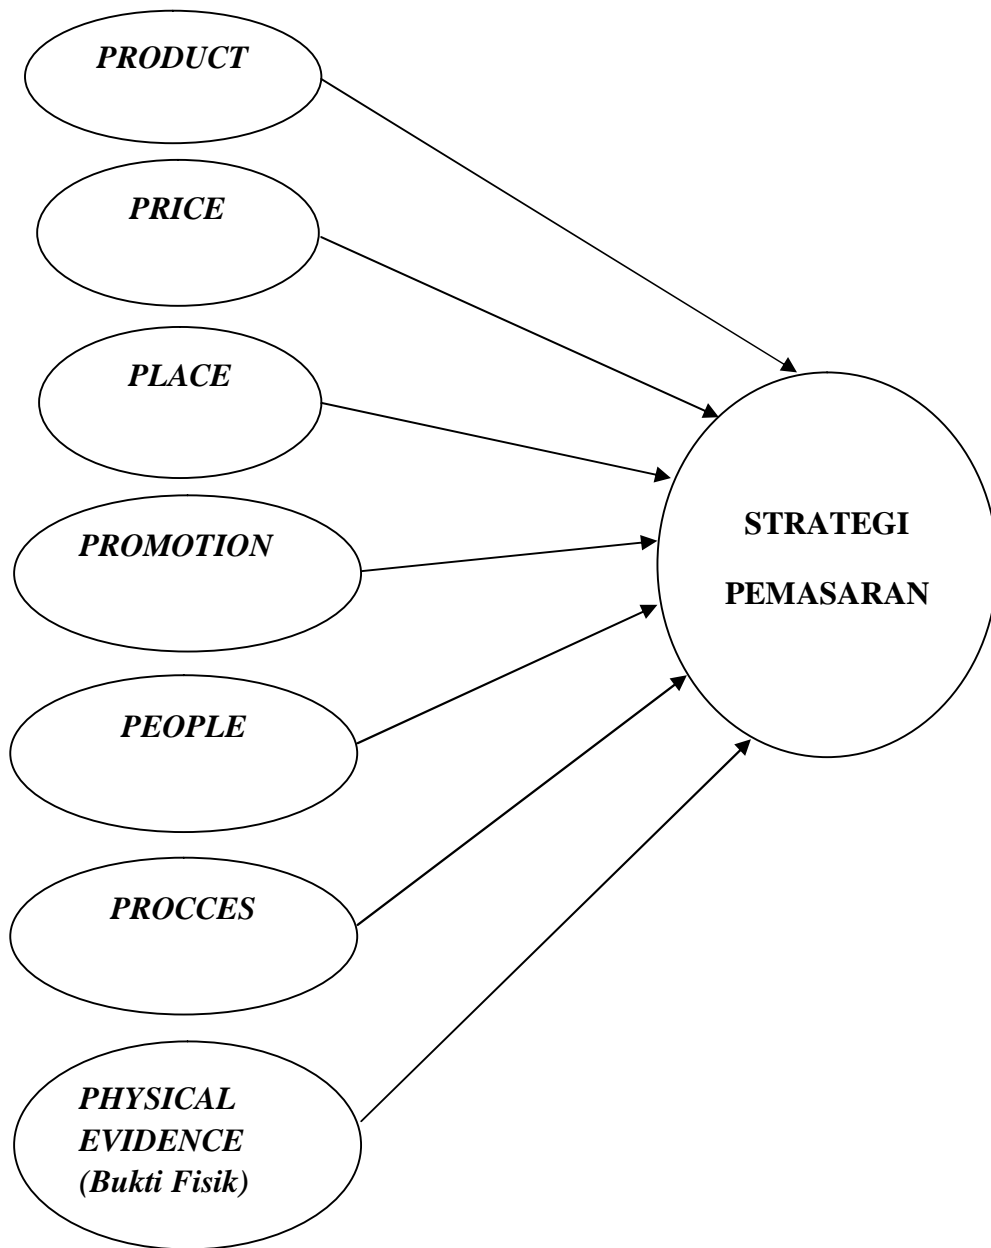 PRODUCT
PRICE
PLACE
PROMOTION
PEOPLE
PROCCES
PHYSICAL
EVIDENCE
(Bukti Fisik)
STRATEGI
PEMASARAN